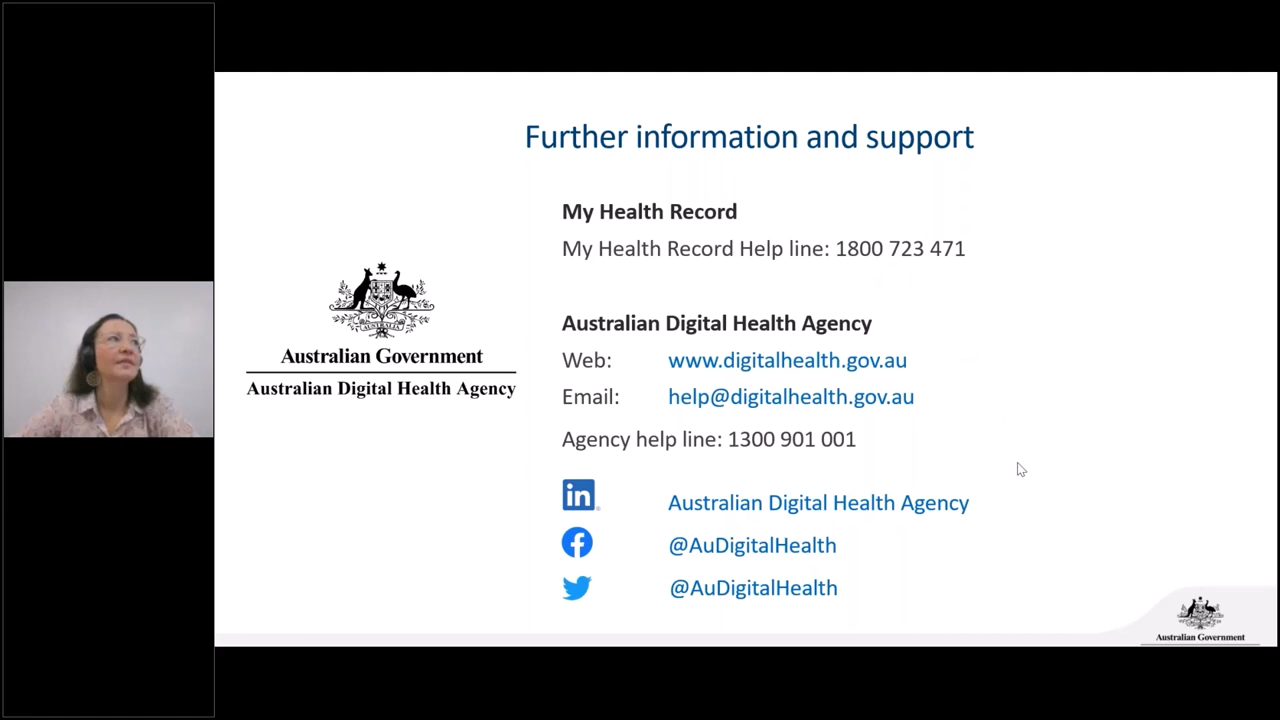 Further information and support
My Health Record
My Health Record Help line: 1800 723 471
AUSTRALIA
Australian Government
Australian Digital Health Agency
Australian Digital Health Agency
Web: www.digitalhealth.gov.au
Email: help@digitalhealth.gov.au
Agency help line: 1300 901 001
in Australian Digital Health Agency
@AuDigitalHealth
@AuDigitalHealth
Australian Government